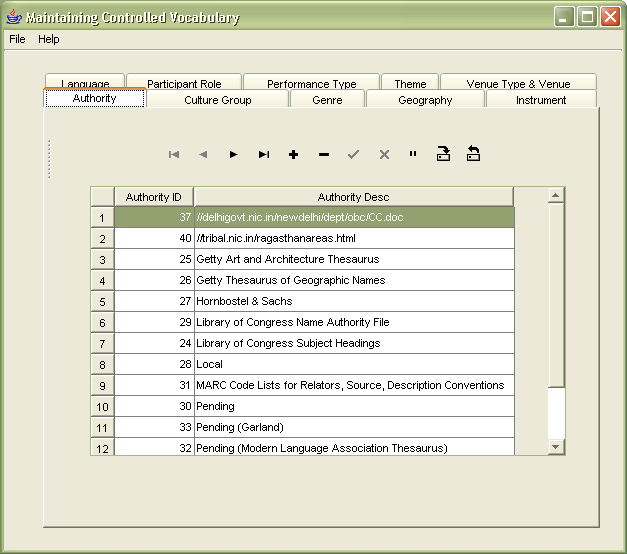 Maintaining Controlled Vocabulary
File Help
Language Participant Role Performance Type Theme Venue Type & Venue
Authority Culture Group Genre Geography Instrument
Authority ID Authority Desc
1 37 //delhigovt.nic.in/newdelhi/dept/obc/CC.doc
2 40 //tribal.nic.in/ragasthanareas.html
3 25 Getty Art and Architecture Thesaurus
4 26 Getty Thesaurus of Geographic Names
5 27 Hornbostel & Sachs
6 29 Library of Congress Name Authority File
7 24 Library of Congress Subject Headings
8 28 Local
9 31 MARC Code Lists for Relators, Source, Description Conventions
10 30 Pending
11 33 Pending (Garland)
12 32 Pending (Modern Language Association Thesaurus)